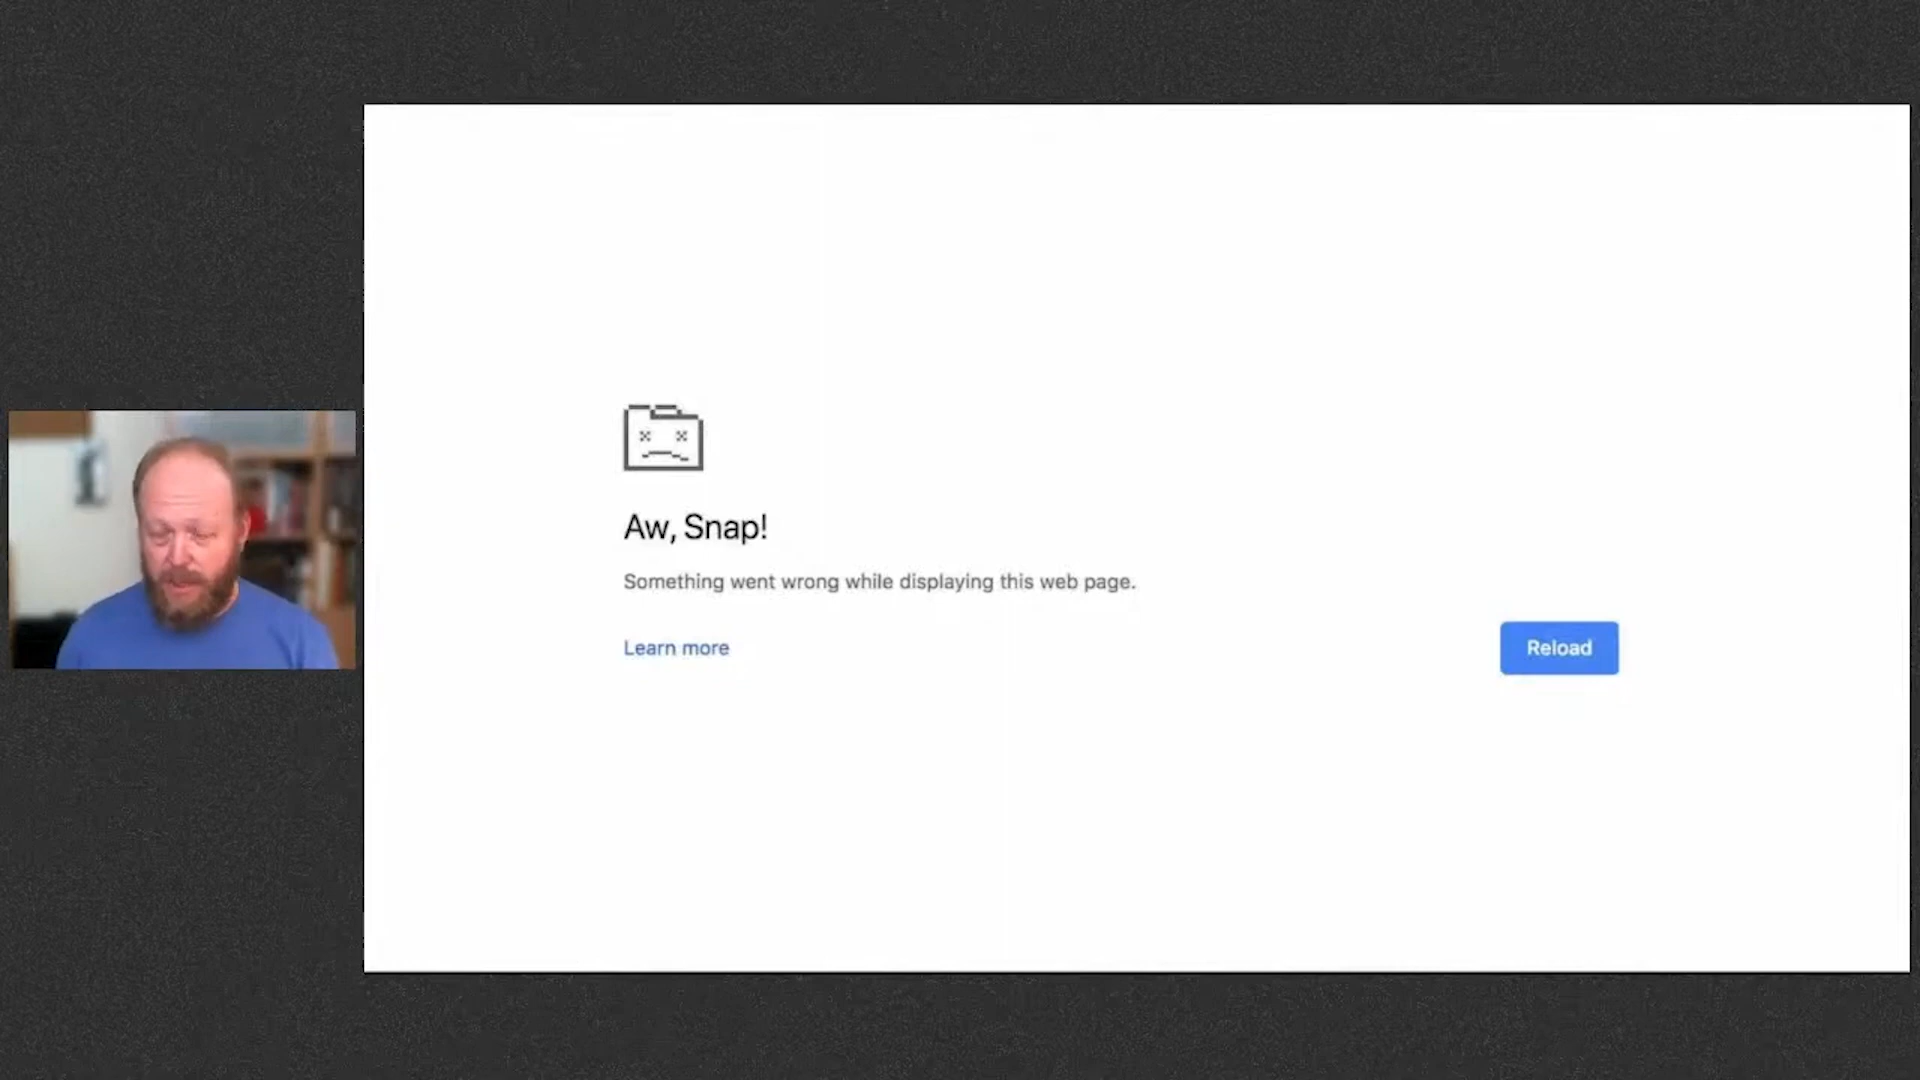 Aw, Snap!
Something went wrong while displaying this web page.
Learn more
Reload